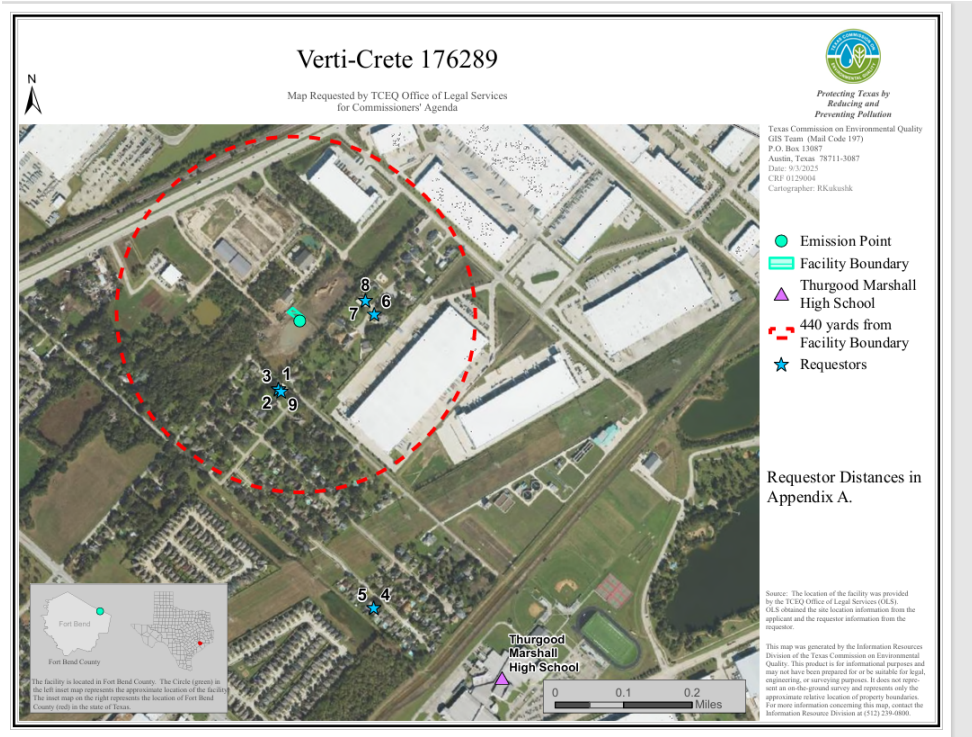 Verti-Crete 176289
Map Requested by TCEQ Office of Legal Services
for Commissioners' Agenda
N
TEXAS COMMISSION ON
ENVIRONMENTAL QUALITY
Protecting Texas by
Reducing and
Preventing Pollution
Texas Commission on Environmental Quality
GIS Team (Mail Code 197)
P.O. Box 13087
Austin, Texas 78711-3087
Date: 9/3/2025
CRF 0129004
Cartographer: RKukushk
Emission Point
Facility Boundary
Thurgood Marshall
High School
440 yards from
Facility Boundary
Requestors
8
6
7
3 1
2 9
5 4
Requestor Distances in
Appendix A.
Thurgood
Marshall
High School
0 0.1 0.2
Miles
Fort Bend
Fort Bend County
The facility is located in Fort Bend County. The Circle (green) in
the left inset map represents the approximate location of the facility.
The inset map on the right represents the location of Fort Bend
County (red) in the state of Texas.
Source: The location of the facility was provided
by the TCEQ Office of Legal Services (OLS).
OLS obtained the site location information from the
applicant and the requestor information from the
requestor.
This map was generated by the Information Resources
Division of the Texas Commission on Environmental
Quality. This product is for informational purposes and
may not have been prepared for or be suitable for legal,
engineering, or surveying purposes. It does not repre-
sent an on-the-ground survey and represents only the
approximate relative location of property boundaries.
For more information concerning this map, contact the
Information Resource Division at (512) 239-0800.